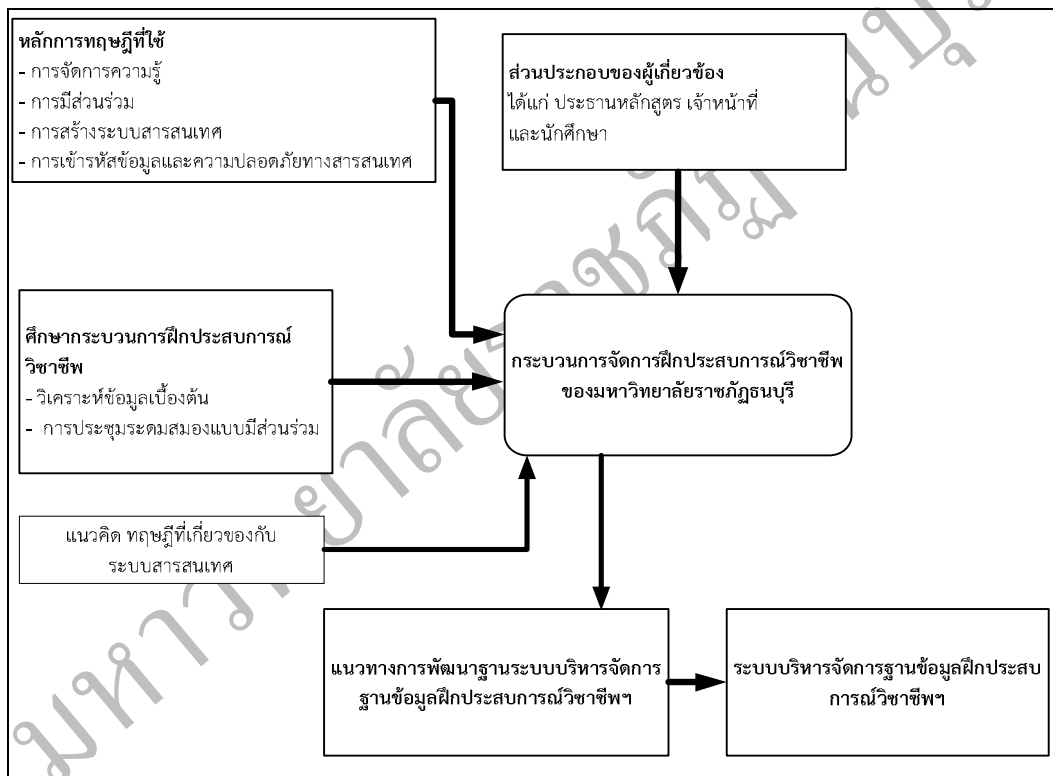 หลักการทฤษฎีที่ใช้
- การจัดการความรู้
- การมีส่วนร่วม
- การสร้างระบบสารสนเทศ
- การเข้ารหัสข้อมูลและความปลอดภัยทางสารสนเทศ
ส่วนประกอบของผู้เกี่ยวข้อง
ได้แก่ ประธานหลักสูตร เจ้าหน้าที่
และนักศึกษา
ศึกษากระบวนการฝึกประสบการณ์
วิชาชีพ
- วิเคราะห์ข้อมูลเบื้องต้น
- การประชุมระดมสมองแบบมีส่วนร่วม
กระบวนการจัดการฝึกประสบการณ์วิชาชีพ
ของมหาวิทยาลัยราชภัฏธนบุรี
แนวคิด ทฤษฎีที่เกี่ยวของกับ
ระบบสารสนเทศ
แนวทางการพัฒนาฐานระบบบริหารจัดการ
ฐานข้อมูลฝึกประสบการณ์วิชาชีพฯ
ระบบบริหารจัดการฐานข้อมูลฝึกประสบ
การณ์วิชาชีพฯ
มหาวิทยาลัยราชภัฏธนบุรี